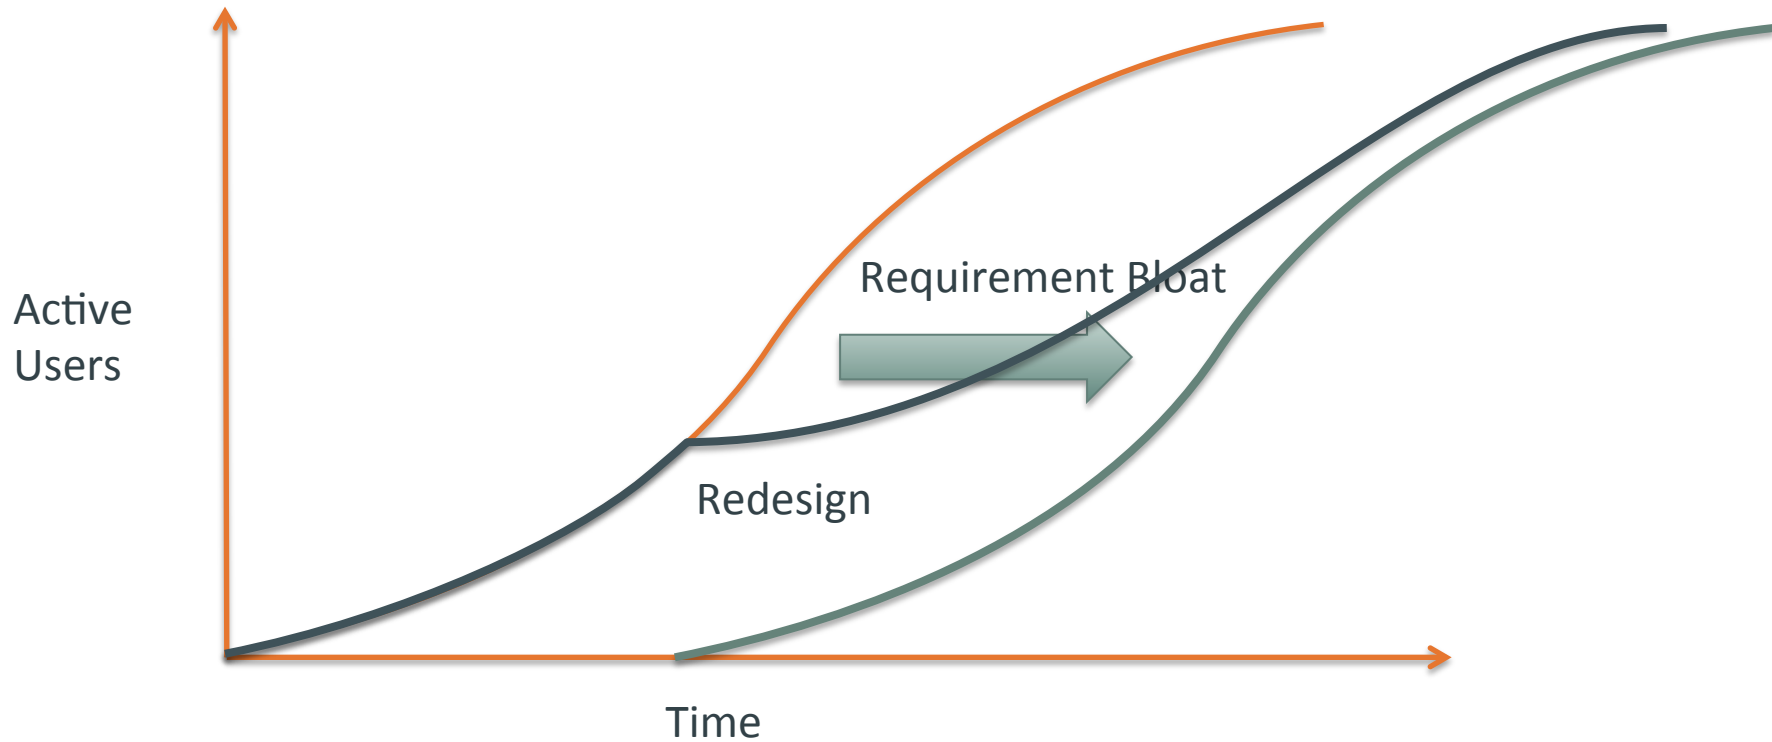 Requirement Bloat
Active
Users
Redesign
Time